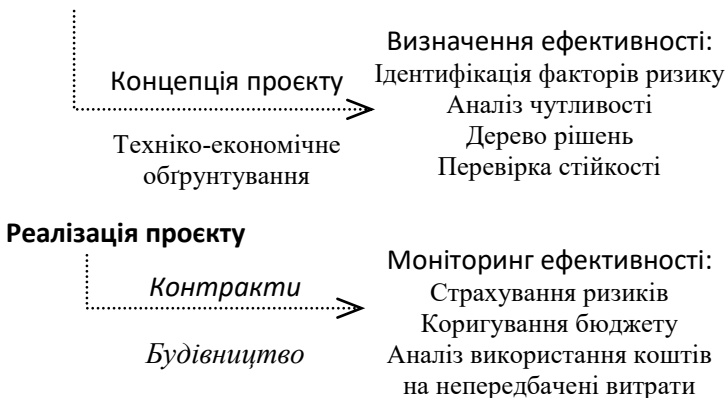 Концепція проєкту
Техніко-економічне
обґрунтування
Визначення ефективності:
Ідентифікація факторів ризику
Аналіз чутливості
Дерево рішень
Перевірка стійкості
Реалізація проєкту
Контракти
Будівництво
Моніторинг ефективності:
Страхування ризиків
Коригування бюджету
Аналіз використання коштів
на непередбачені витрати